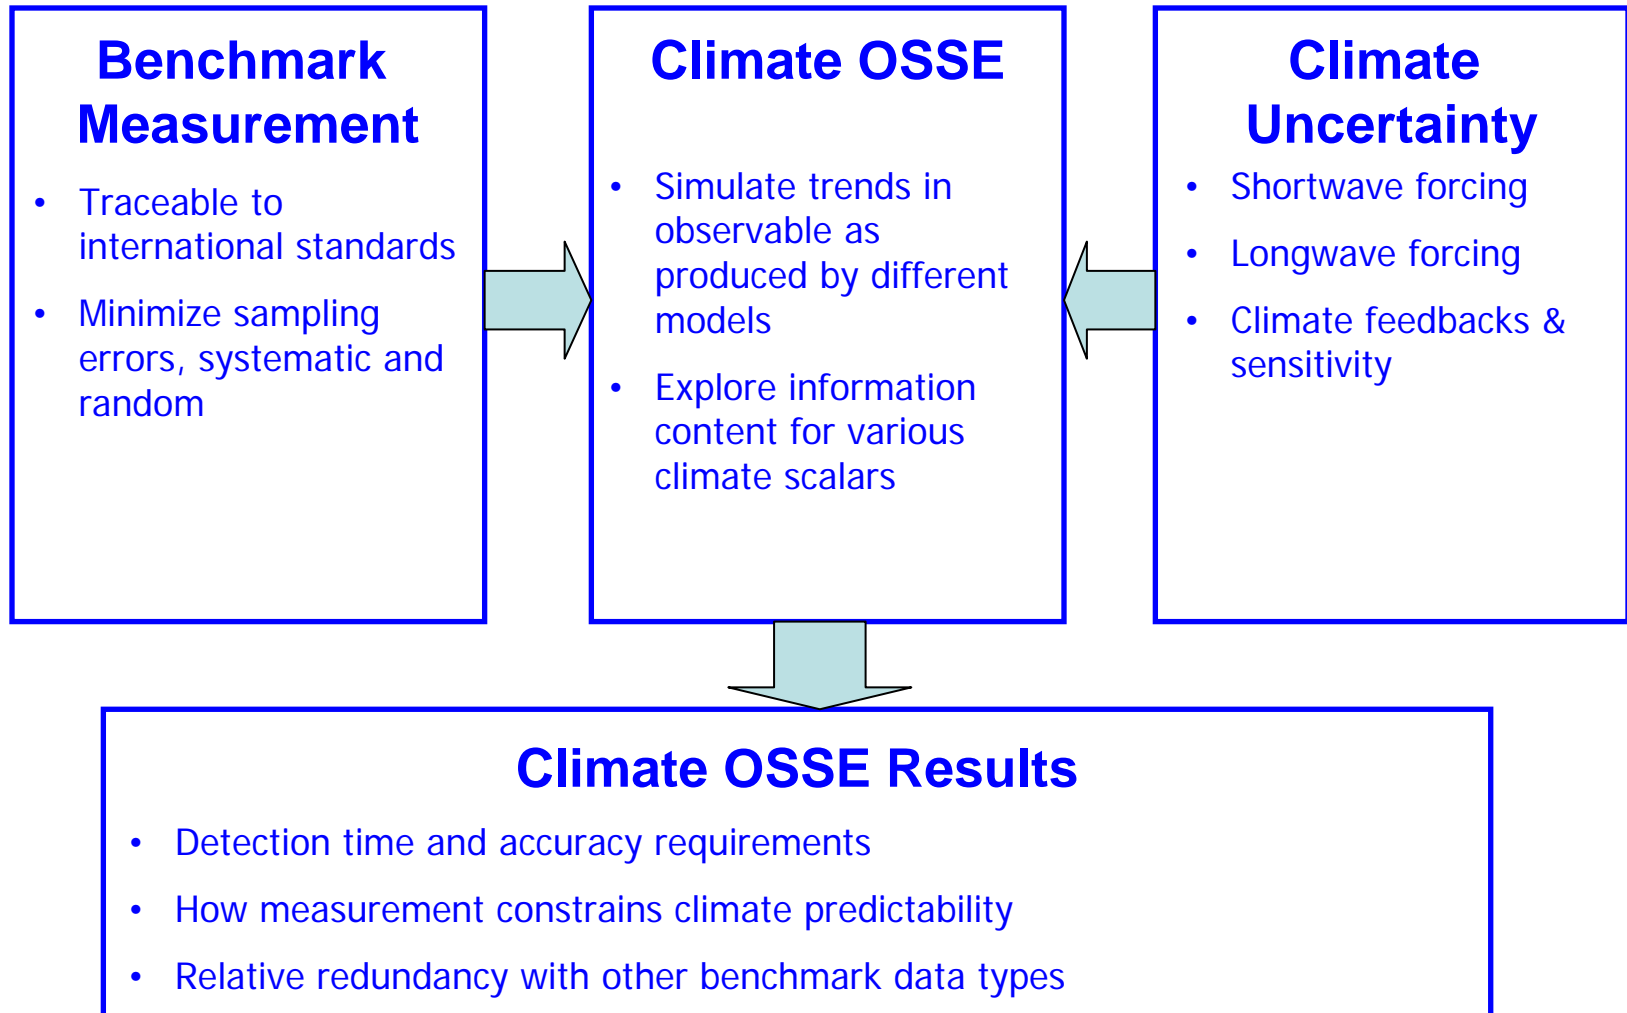 Benchmark
Measurement
• Traceable to
international standards
• Minimize sampling
errors, systematic and
random
Climate OSSE
• Simulate trends in
observable as
produced by different
models
• Explore information
content for various
climate scalars
Climate
Uncertainty
• Shortwave forcing
• Longwave forcing
• Climate feedbacks &
sensitivity
Climate OSSE Results
• Detection time and accuracy requirements
• How measurement constrains climate predictability
• Relative redundancy with other benchmark data types